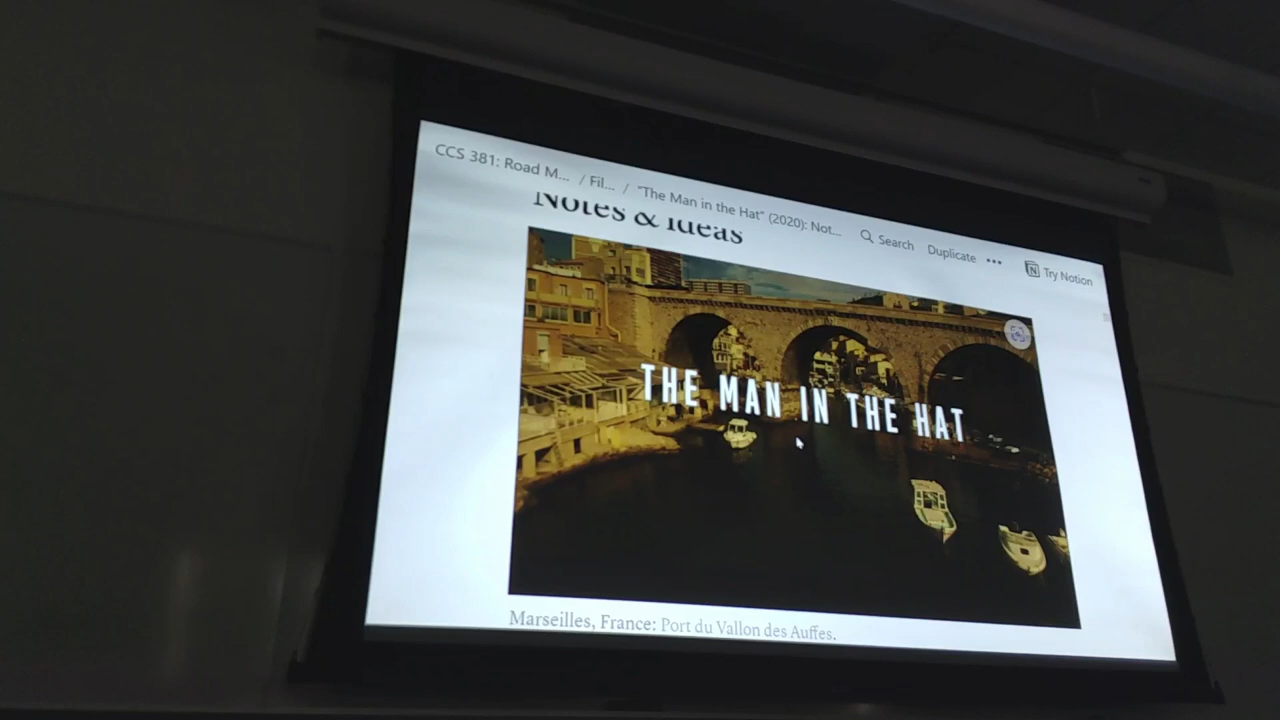 CCS 381: Road M... / Fil... / "The Man in the Hat" (2020): Not... Search Duplicate ••• Try Notion
Notes & Ideas
THE MAN IN THE HAT
Marseilles, France: Port du Vallon des Auffes.